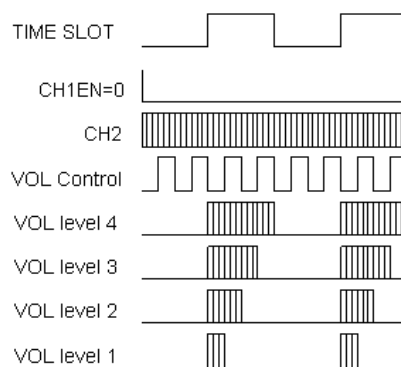 TIME SLOT
CH1EN=0
CH2
VOL Control
VOL level 4
VOL level 3
VOL level 2
VOL level 1